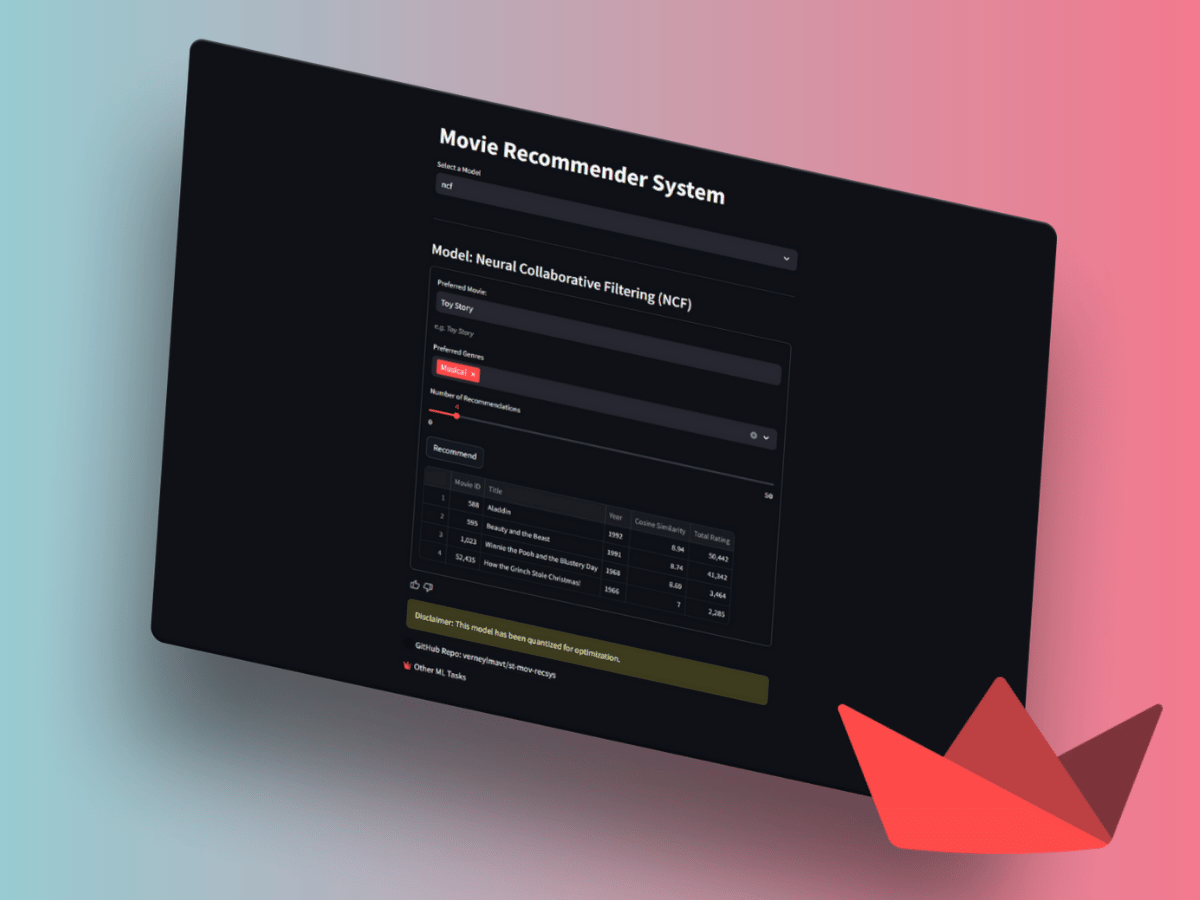 Movie Recommender System
Select a Model
ncf
Model: Neural Collaborative Filtering (NCF)
Preferred Movie:
Toy Story
e.g. Toy Story
Preferred Genres
Musical ×
Number of Recommendations
4
0 50
Recommend
Movie ID Title Year Cosine Similarity Total Rating
1 588 Aladdin 1992 8.94 50,442
2 595 Beauty and the Beast 1991 8.74 41,342
3 1,023 Winnie the Pooh and the Blustery Day 1968 8.69 3,464
4 52,435 How the Grinch Stole Christmas! 1966 7 2,285
Disclaimer: This model has been quantized for optimization.
GitHub Repo: verneylmavt/st-mov-recsys
Other ML Tasks